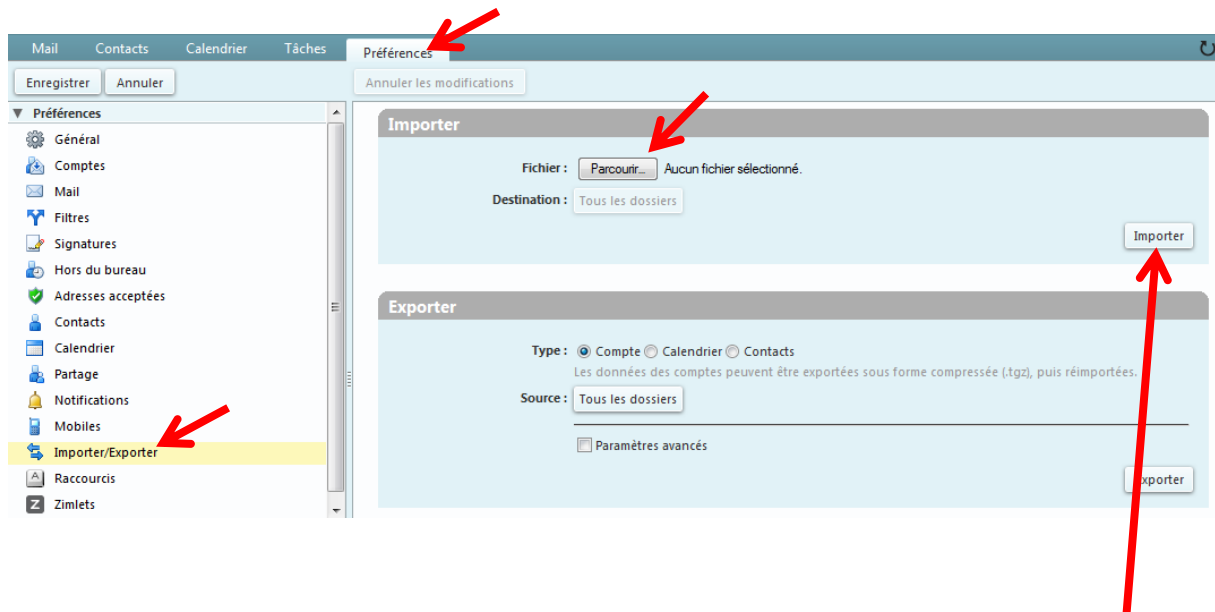 Mail Contacts Calendrier Tâches Préférences
Enregistrer Annuler Annuler les modifications
Préférences
Général
Comptes
Mail
Filtres
Signatures
Hors du bureau
Adresses acceptées
Contacts
Calendrier
Partage
Notifications
Mobiles
Importer/Exporter
Raccourcis
Zimlets
Importer
Fichier : Parcourir... Aucun fichier sélectionné.
Destination : Tous les dossiers
Importer
Exporter
Type : Compte Calendrier Contacts
Les données des comptes peuvent être exportées sous forme compressée (.tgz), puis réimportées.
Source : Tous les dossiers
Paramètres avancés
Exporter